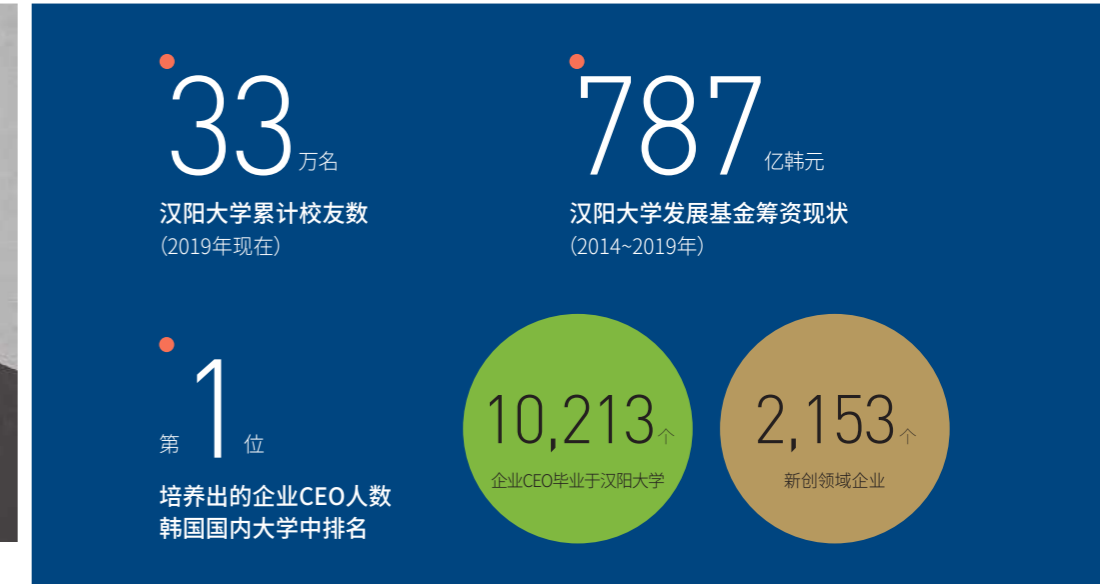 33万名
汉阳大学累计校友数
（2019年现在）
787亿韩元
汉阳大学发展基金筹资现状
（2014~2019年）
第1位
培养出的企业CEO人数
韩国国内大学中排名
10,213个
企业CEO毕业于汉阳大学
2,153个
新创领域企业